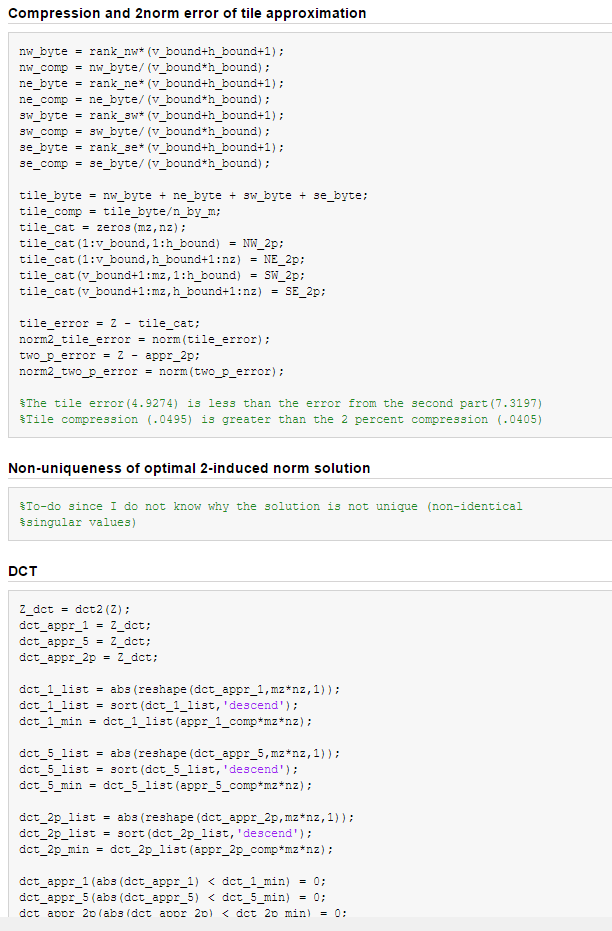 Compression and 2norm error of tile approximation
nw_byte = rank_nw*(v_bound+h_bound+1);
nw_comp = nw_byte/(v_bound*h_bound);
ne_byte = rank_ne*(v_bound+h_bound+1);
ne_comp = ne_byte/(v_bound*h_bound);
sw_byte = rank_sw*(v_bound+h_bound+1);
sw_comp = sw_byte/(v_bound*h_bound);
se_byte = rank_se*(v_bound+h_bound+1);
se_comp = se_byte/(v_bound*h_bound);
tile_byte = nw_byte + ne_byte + sw_byte + se_byte;
tile_comp = tile_byte/n_by_m;
tile_cat = zeros(mz,nz);
tile_cat(1:v_bound,1:h_bound) = NW_2p;
tile_cat(1:v_bound,h_bound+1:nz) = NE_2p;
tile_cat(v_bound+1:mz,1:h_bound) = SW_2p;
tile_cat(v_bound+1:mz,h_bound+1:nz) = SE_2p;
tile_error = Z - tile_cat;
norm2_tile_error = norm(tile_error);
two_p_error = Z - appr_2p;
norm2_two_p_error = norm(two_p_error);
%The tile error(4.9274) is less than the error from the second part(7.3197)
%Tile compression (.0495) is greater than the 2 percent compression (.0405)
Non-uniqueness of optimal 2-induced norm solution
%To-do since I do not know why the solution is not unique (non-identical
%singular values)
DCT
Z_dct = dct2(Z);
dct_appr_1 = Z_dct;
dct_appr_5 = Z_dct;
dct_appr_2p = Z_dct;
dct_1_list = abs(reshape(dct_appr_1,mz*nz,1));
dct_1_list = sort(dct_1_list,'descend');
dct_1_min = dct_1_list(appr_1_comp*mz*nz);
dct_5_list = abs(reshape(dct_appr_5,mz*nz,1));
dct_5_list = sort(dct_5_list,'descend');
dct_5_min = dct_5_list(appr_5_comp*mz*nz);
dct_2p_list = abs(reshape(dct_appr_2p,mz*nz,1));
dct_2p_list = sort(dct_2p_list,'descend');
dct_2p_min = dct_2p_list(appr_2p_comp*mz*nz);
dct_appr_1(abs(dct_appr_1) < dct_1_min) = 0;
dct_appr_5(abs(dct_appr_5) < dct_5_min) = 0;
dct_appr_2p(abs(dct_appr_2p) < dct_2p_min) = 0;